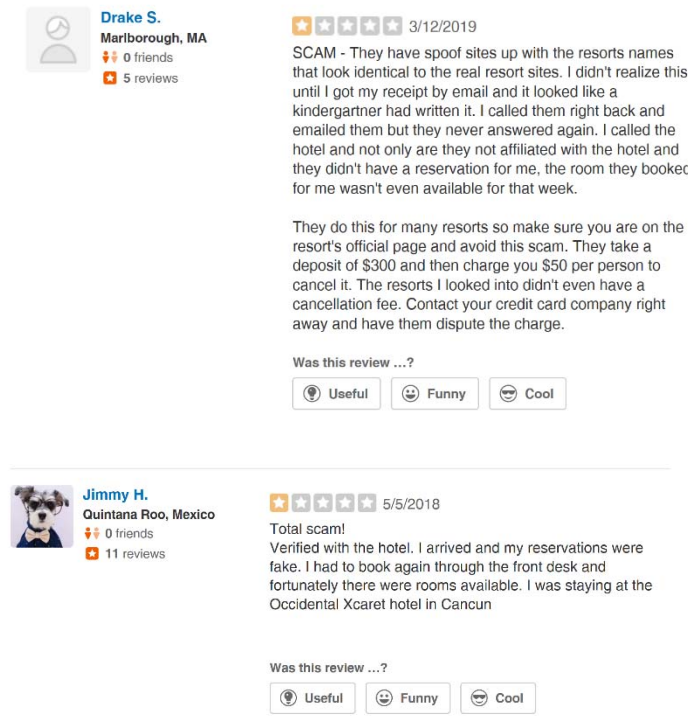 Drake S.
Marlborough, MA
0 friends
5 reviews
3/12/2019
SCAM - They have spoof sites up with the resorts names
that look identical to the real resort sites. I didn't realize this
until I got my receipt by email and it looked like a
kindergartner had written it. I called them right back and
emailed them but they never answered again. I called the
hotel and not only are they not affiliated with the hotel and
they didn't have a reservation for me, the room they booked
for me wasn't even available for that week.
They do this for many resorts so make sure you are on the
resort's official page and avoid this scam. They take a
deposit of $300 and then charge you $50 per person to
cancel it. The resorts I looked into didn't even have a
cancellation fee. Contact your credit card company right
away and have them dispute the charge.
Was this review ...?
Useful Funny Cool
Jimmy H.
Quintana Roo, Mexico
0 friends
11 reviews
5/5/2018
Total scam!
Verified with the hotel. I arrived and my reservations were
fake. I had to book again through the front desk and
fortunately there were rooms available. I was staying at the
Occidental Xcaret hotel in Cancun
Was this review ...?
Useful Funny Cool